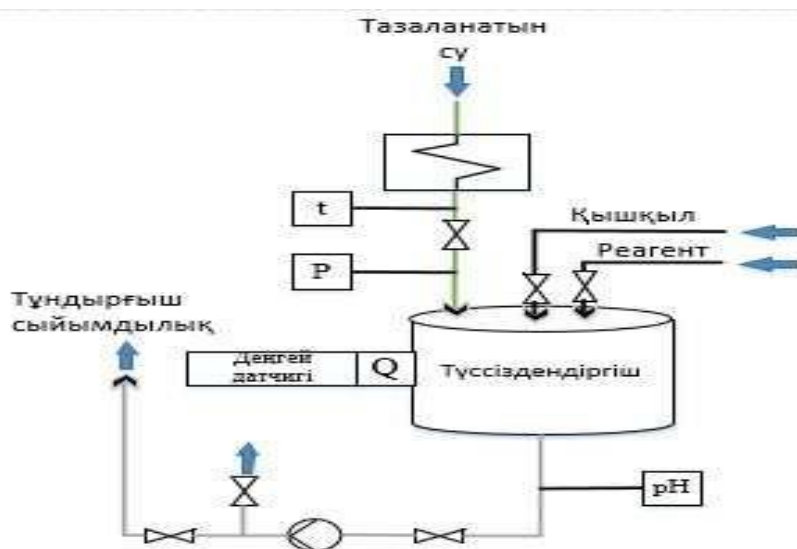 Тазаланатын
су
t
Қышқыл
Реагент
P
Тұндырғыш
сыйымдылық
Деңгей
датчигі
Q
Түссіздендіргіш
pH